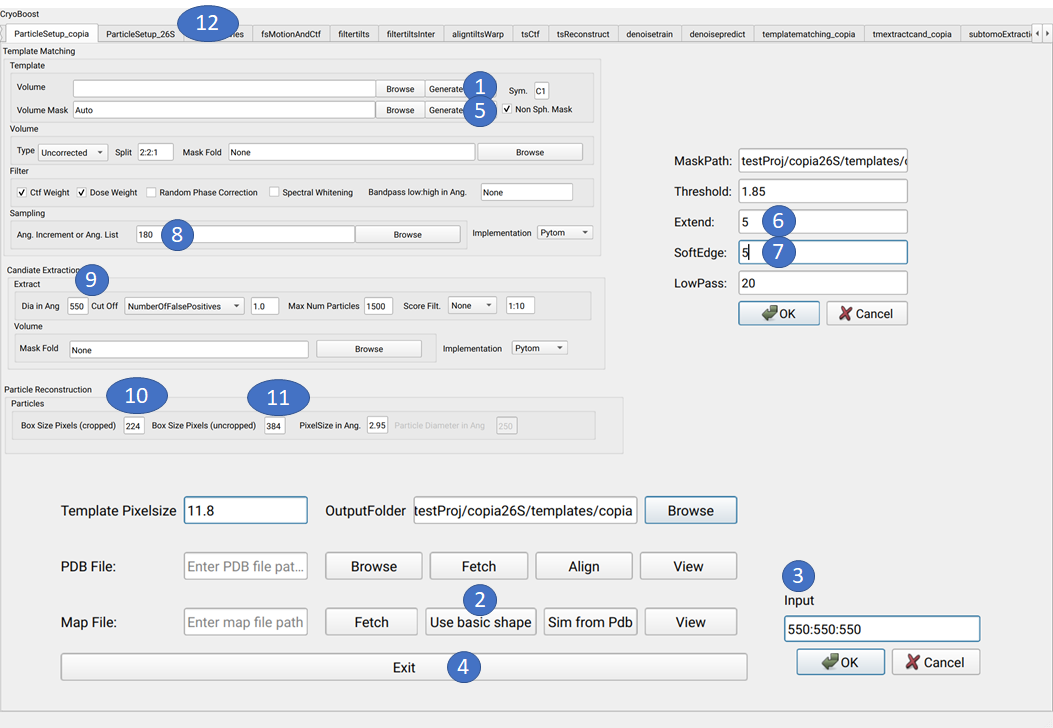 CryoBoost
12
ParticleSetup_copia ParticleSetup_26S fsMotionAndCtf filtertilts filtertiltsInter aligntiltsWarp tsCtf tsReconstruct denoisetrain denoisepredict templatematching_copia tmextractcand_copia subtomoExtractio
Template Matching
Template
Volume Browse Generate 1 Sym. C1
Volume Mask Auto Browse Generate 5 Non Sph. Mask
Volume
Type Uncorrected Split 2:2:1 Mask Fold None Browse
Filter
Ctf Weight Dose Weight Random Phase Correction Spectral Whitening Bandpass low:high in Ang. None
Sampling
Ang. Increment or Ang. List 180 8 Browse Implementation Pytom
Candiate Extraction 9
Extract
Dia in Ang 550 Cut Off NumberOfFalsePositives 1.0 Max Num Particles 1500 Score Filt. None 1:10
Volume
Mask Fold None Browse Implementation Pytom
Particle Reconstruction 10 11
Particles
Box Size Pixels (cropped) 224 Box Size Pixels (uncropped) 384 PixelSize in Ang. 2.95 Particle Diameter in Ang 250
MaskPath: testProj/copia26S/templates/c
Threshold: 1.85
Extend: 5 6
SoftEdge: 5 7
LowPass: 20
OK Cancel
Template Pixelsize 11.8 OutputFolder testProj/copia26S/templates/copia Browse
PDB File: Enter PDB file pat... Browse Fetch Align View
2
Map File: Enter map file path Fetch Use basic shape Sim from Pdb View
Exit 4
3
Input
550:550:550
OK Cancel